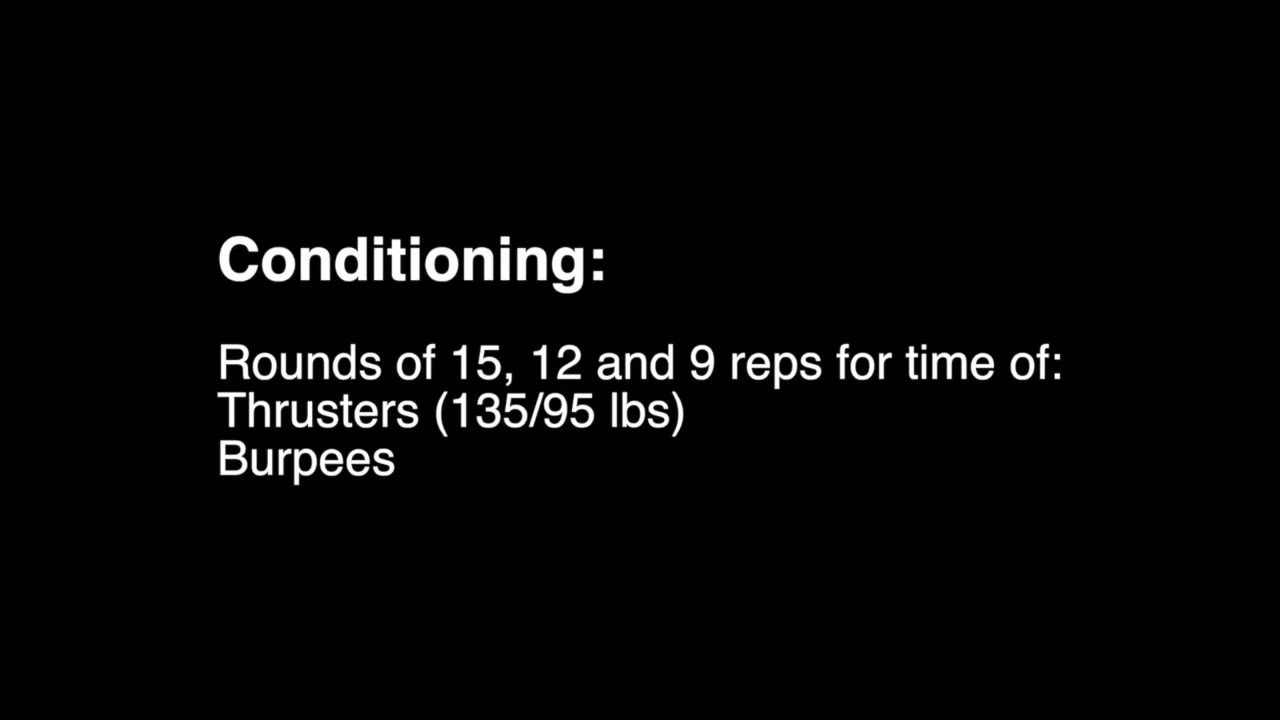 Conditioning:
Rounds of 15, 12 and 9 reps for time of:
Thrusters (135/95 lbs)
Burpees